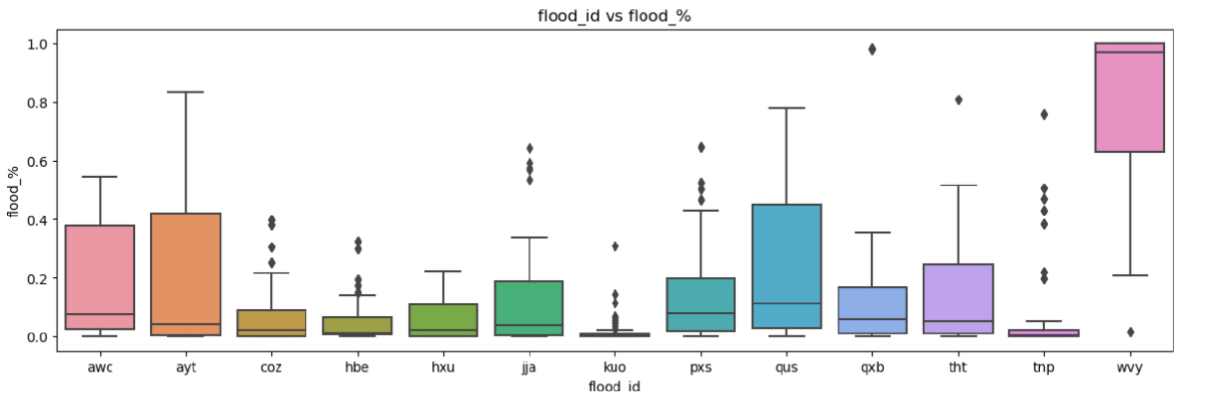 flood_id vs flood_%
1.0
0.8
0.6
0.4
0.2
0.0
flood_%
awc ayt coz hbe hxu jja kuo pxs qus qxb tht tnp wvy
flood_id